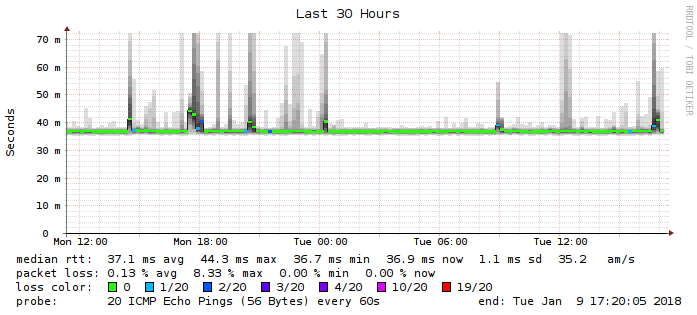 Last 30 Hours
RRDTOOL / TOBI OETIKER
Seconds
70 m
60 m
50 m
40 m
30 m
20 m
10 m
0
Mon 12:00 Mon 18:00 Tue 00:00 Tue 06:00 Tue 12:00
median rtt: 37.1 ms avg 44.3 ms max 36.7 ms min 36.9 ms now 1.1 ms sd 35.2 am/s
packet loss: 0.13 % avg 8.33 % max 0.00 % min 0.00 % now
loss color: 0 1/20 2/20 3/20 4/20 10/20 19/20
probe: 20 ICMP Echo Pings (56 Bytes) every 60s end: Tue Jan 9 17:20:05 2018